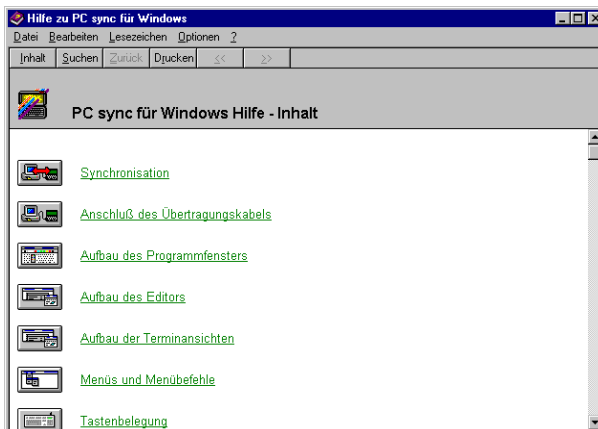 Hilfe zu PC sync für Windows
Datei Bearbeiten Lesezeichen Optionen ?
Inhalt Suchen Zurück Drucken << >>
PC sync für Windows Hilfe - Inhalt
Synchronisation
Anschluß des Übertragungskabels
Aufbau des Programmfensters
Aufbau des Editors
Aufbau der Terminansichten
Menüs und Menübefehle
Tastenbelegung